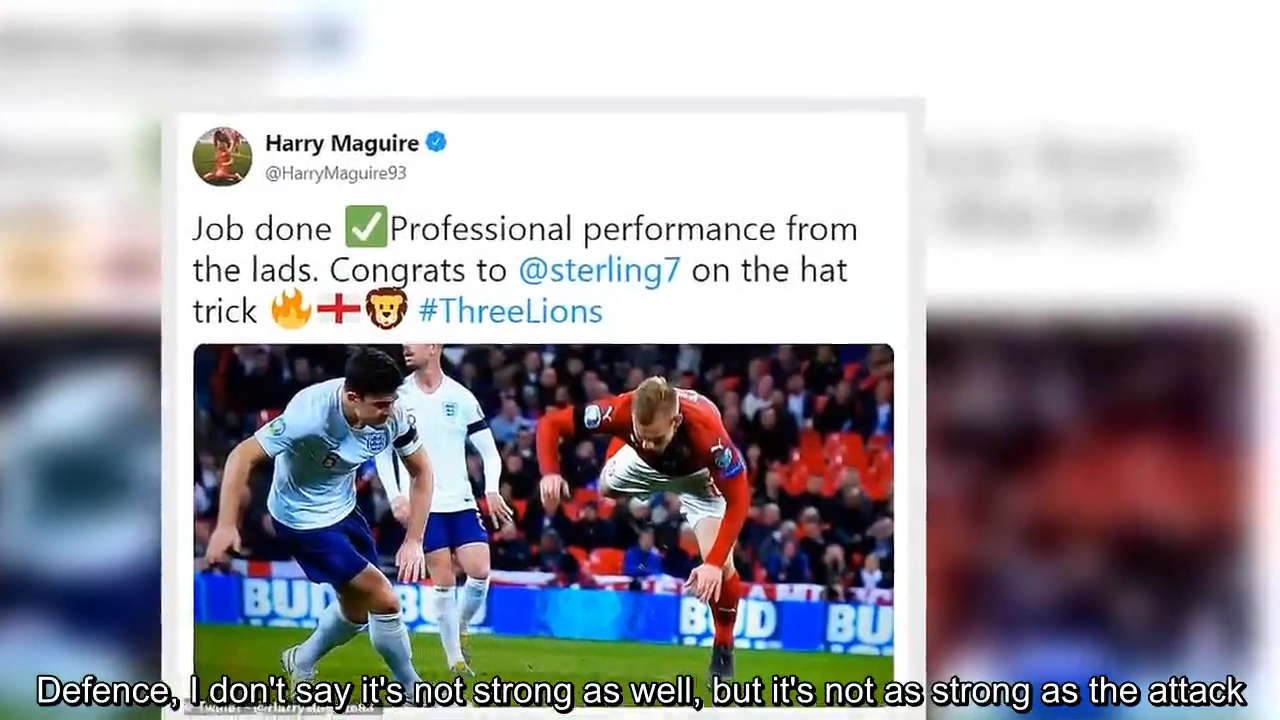 Harry Maguire
@HarryMaguire93
Job done ✅Professional performance from
the lads. Congrats to @sterling7 on the hat
trick 🔥🏴󠁧󠁢󠁥󠁮󠁧󠁿🦁 #ThreeLions
6
BUD BUD BUD BUD
Defence, I don't say it's not strong as well, but it's not as strong as the attack